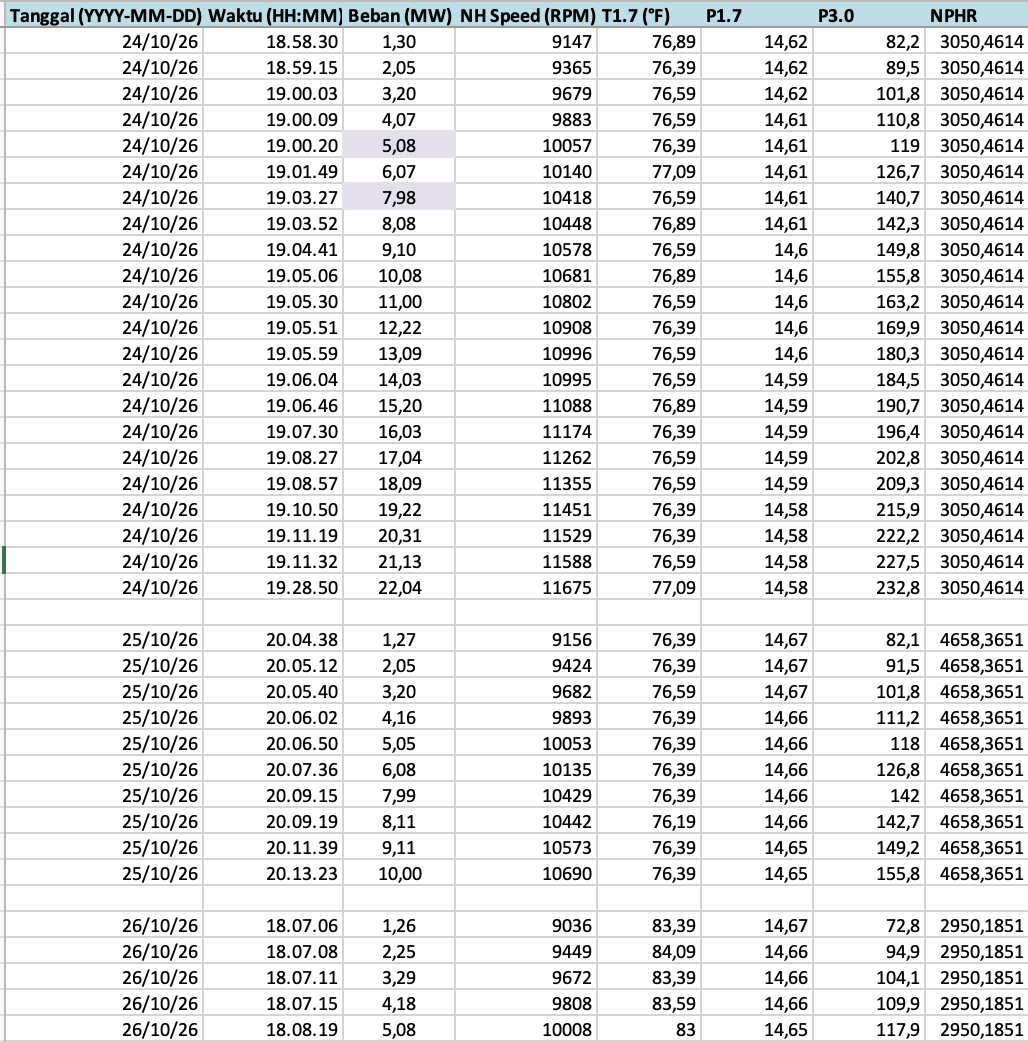 Tanggal (YYYY-MM-DD) Waktu (HH:MM) Beban (MW) NH Speed (RPM) T1.7 (°F) P1.7 P3.0 NPHR
24/10/26 18.58.30 1,30 9147 76,89 14,62 82,2 3050,4614
24/10/26 18.59.15 2,05 9365 76,39 14,62 89,5 3050,4614
24/10/26 19.00.03 3,20 9679 76,59 14,62 101,8 3050,4614
24/10/26 19.00.09 4,07 9883 76,59 14,61 110,8 3050,4614
24/10/26 19.00.20 5,08 10057 76,39 14,61 119 3050,4614
24/10/26 19.01.49 6,07 10140 77,09 14,61 126,7 3050,4614
24/10/26 19.03.27 7,98 10418 76,59 14,61 140,7 3050,4614
24/10/26 19.03.52 8,08 10448 76,89 14,61 142,3 3050,4614
24/10/26 19.04.41 9,10 10578 76,59 14,6 149,8 3050,4614
24/10/26 19.05.06 10,08 10681 76,89 14,6 155,8 3050,4614
24/10/26 19.05.30 11,00 10802 76,59 14,6 163,2 3050,4614
24/10/26 19.05.51 12,22 10908 76,39 14,6 169,9 3050,4614
24/10/26 19.05.59 13,09 10996 76,59 14,6 180,3 3050,4614
24/10/26 19.06.04 14,03 10995 76,59 14,59 184,5 3050,4614
24/10/26 19.06.46 15,20 11088 76,89 14,59 190,7 3050,4614
24/10/26 19.07.30 16,03 11174 76,39 14,59 196,4 3050,4614
24/10/26 19.08.27 17,04 11262 76,59 14,59 202,8 3050,4614
24/10/26 19.08.57 18,09 11355 76,59 14,59 209,3 3050,4614
24/10/26 19.10.50 19,22 11451 76,39 14,58 215,9 3050,4614
24/10/26 19.11.19 20,31 11529 76,39 14,58 222,2 3050,4614
24/10/26 19.11.32 21,13 11588 76,59 14,58 227,5 3050,4614
24/10/26 19.28.50 22,04 11675 77,09 14,58 232,8 3050,4614
25/10/26 20.04.38 1,27 9156 76,39 14,67 82,1 4658,3651
25/10/26 20.05.12 2,05 9424 76,39 14,67 91,5 4658,3651
25/10/26 20.05.40 3,20 9682 76,59 14,67 101,8 4658,3651
25/10/26 20.06.02 4,16 9893 76,39 14,66 111,2 4658,3651
25/10/26 20.06.50 5,05 10053 76,39 14,66 118 4658,3651
25/10/26 20.07.36 6,08 10135 76,39 14,66 126,8 4658,3651
25/10/26 20.09.15 7,99 10429 76,39 14,66 142 4658,3651
25/10/26 20.09.19 8,11 10442 76,19 14,66 142,7 4658,3651
25/10/26 20.11.39 9,11 10573 76,39 14,65 149,2 4658,3651
25/10/26 20.13.23 10,00 10690 76,39 14,65 155,8 4658,3651
26/10/26 18.07.06 1,26 9036 83,39 14,67 72,8 2950,1851
26/10/26 18.07.08 2,25 9449 84,09 14,66 94,9 2950,1851
26/10/26 18.07.11 3,29 9672 83,39 14,66 104,1 2950,1851
26/10/26 18.07.15 4,18 9808 83,59 14,66 109,9 2950,1851
26/10/26 18.08.19 5,08 10008 83 14,65 117,9 2950,1851